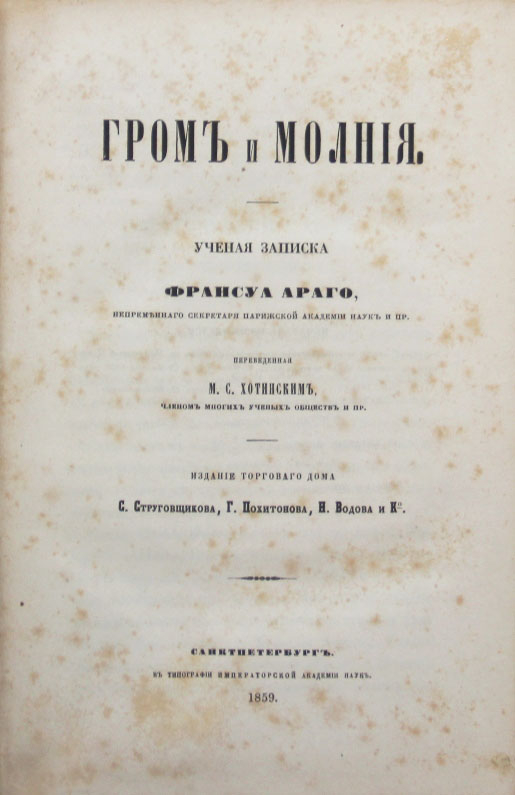 ГРОМЪ И МОЛНІЯ.
УЧЕНАЯ ЗАПИСКА
ФРАНСУА АРАГО,
НЕПРЕМѢННАГО СЕКРЕТАРЯ ПАРИЖСКОЙ АКАДЕМІИ НАУКЪ И ПР.
ПЕРЕВЕДЕННАЯ
М. С. ХОТИНСКИМЪ,
ЧЛЕНОМЪ МНОГИХЪ УЧЕНЫХЪ ОБЩЕСТВЪ И ПР.
ИЗДАНІЕ ТОРГОВАГО ДОМА
С. Струговщикова, Г. Похитонова, Н. Водова и Кº.
САНКТПЕТЕРБУРГЪ.
ВЪ ТИПОГРАФІИ ИМПЕРАТОРСКОЙ АКАДЕМІИ НАУКЪ.
1859.